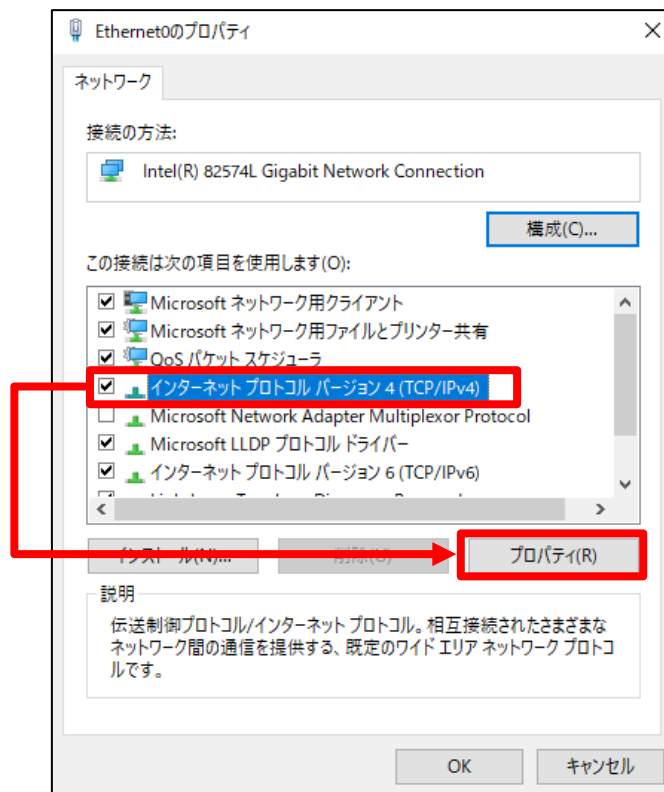 Ethernet0のプロパティ
ネットワーク
接続の方法:
Intel(R) 82574L Gigabit Network Connection
構成(C)...
この接続は次の項目を使用します(O):
Microsoft ネットワーク用クライアント
Microsoft ネットワーク用ファイルとプリンター共有
QoS パケット スケジューラ
インターネット プロトコル バージョン 4 (TCP/IPv4)
Microsoft Network Adapter Multiplexor Protocol
Microsoft LLDP プロトコル ドライバー
インターネット プロトコル バージョン 6 (TCP/IPv6)
プロパティ(R)
説明
伝送制御プロトコル/インターネット プロトコル。相互接続されたさまざまな
ネットワーク間の通信を提供する、既定のワイド エリア ネットワーク プロトコ
ルです。
OK
キャンセル